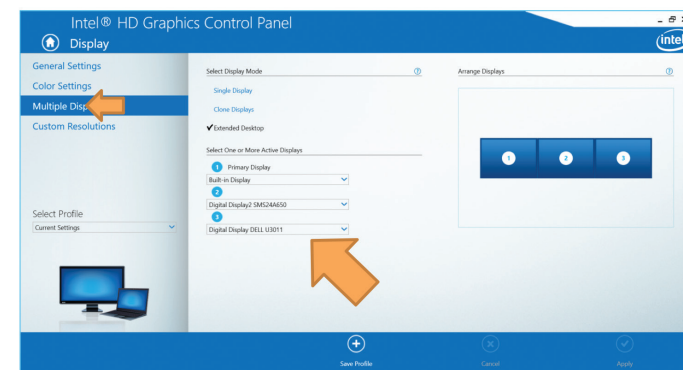 Intel® HD Graphics Control Panel
Display
intel
General Settings
Color Settings
Multiple Disp
Custom Resolutions
Select Profile
Current Settings
Select Display Mode
Single Display
Clone Displays
✔Extended Desktop
Select One or More Active Displays
1 Primary Display
Built-in Display
2
Digital Display2 SMS24A650
3
Digital Display DELL U3011
Arrange Displays
1 2 3
Save Profile
Cancel
Apply